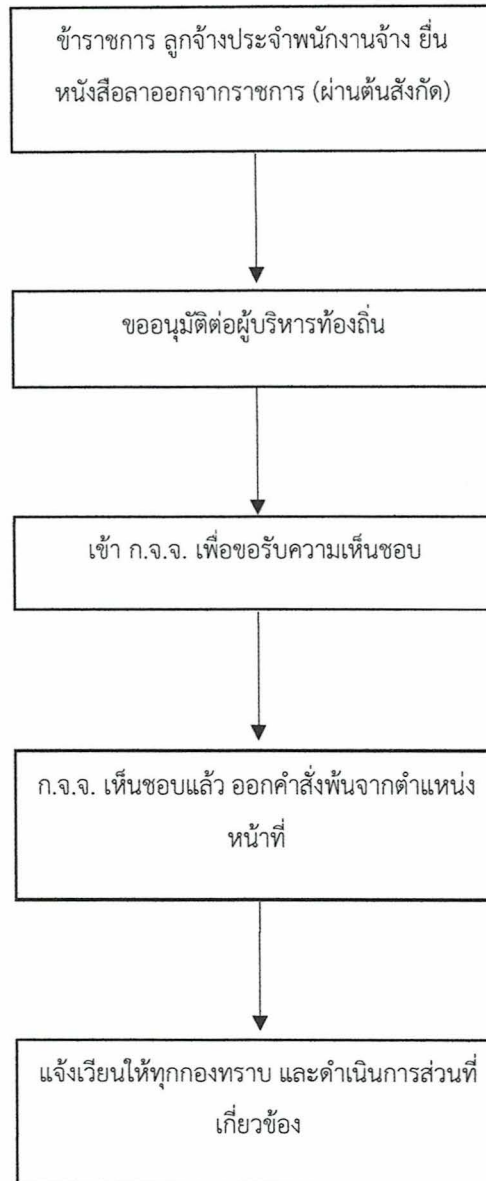 ข้าราชการ ลูกจ้างประจำพนักงานจ้าง ยื่น
หนังสือลาออกจากราชการ (ผ่านต้นสังกัด)
ขออนุมัติต่อผู้บริหารท้องถิ่น
เข้า ก.จ.จ. เพื่อขอรับความเห็นชอบ
ก.จ.จ. เห็นชอบแล้ว ออกคำสั่งพ้นจากตำแหน่ง
หน้าที่
แจ้งเวียนให้ทุกกองทราบ และดำเนินการส่วนที่
เกี่ยวข้อง